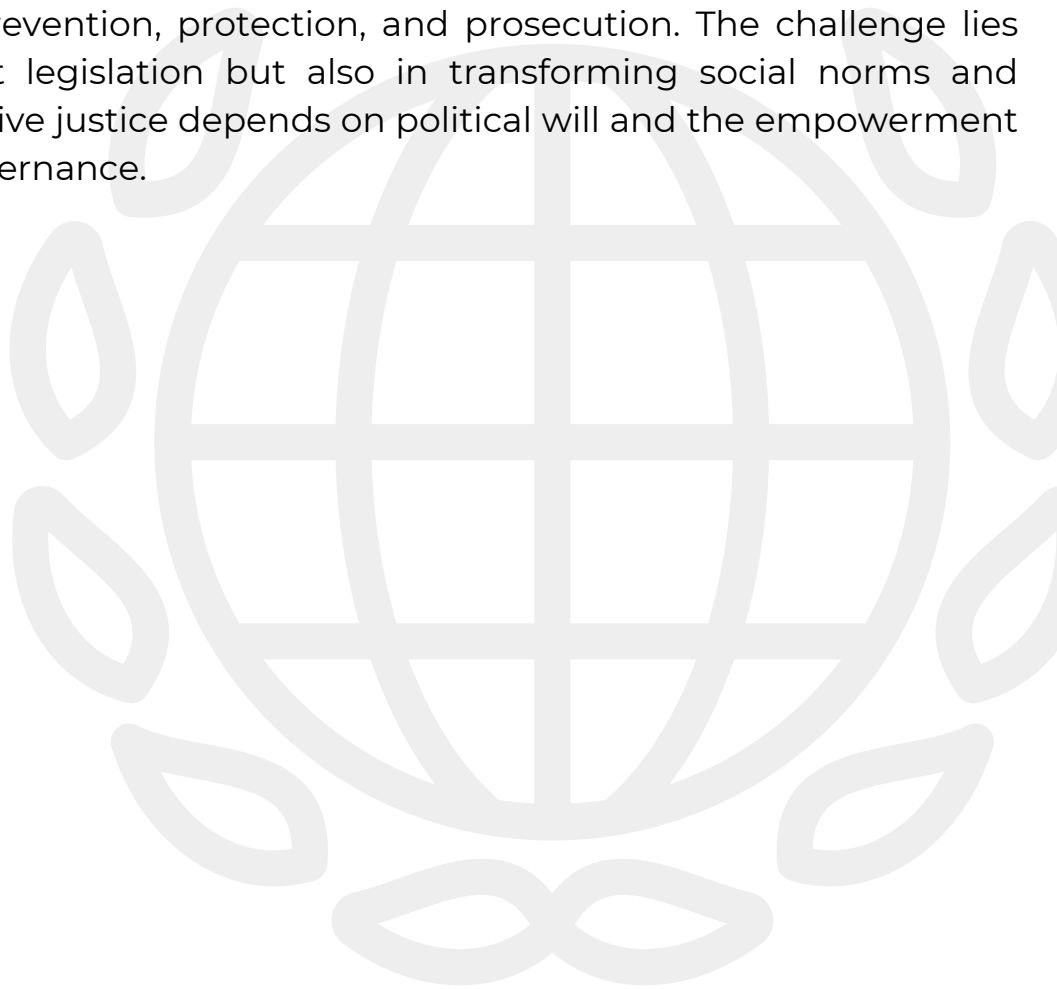 revention, protection, and prosecution. The challenge lies
t legislation but also in transforming social norms and
ive justice depends on political will and the empowerment
ernance.